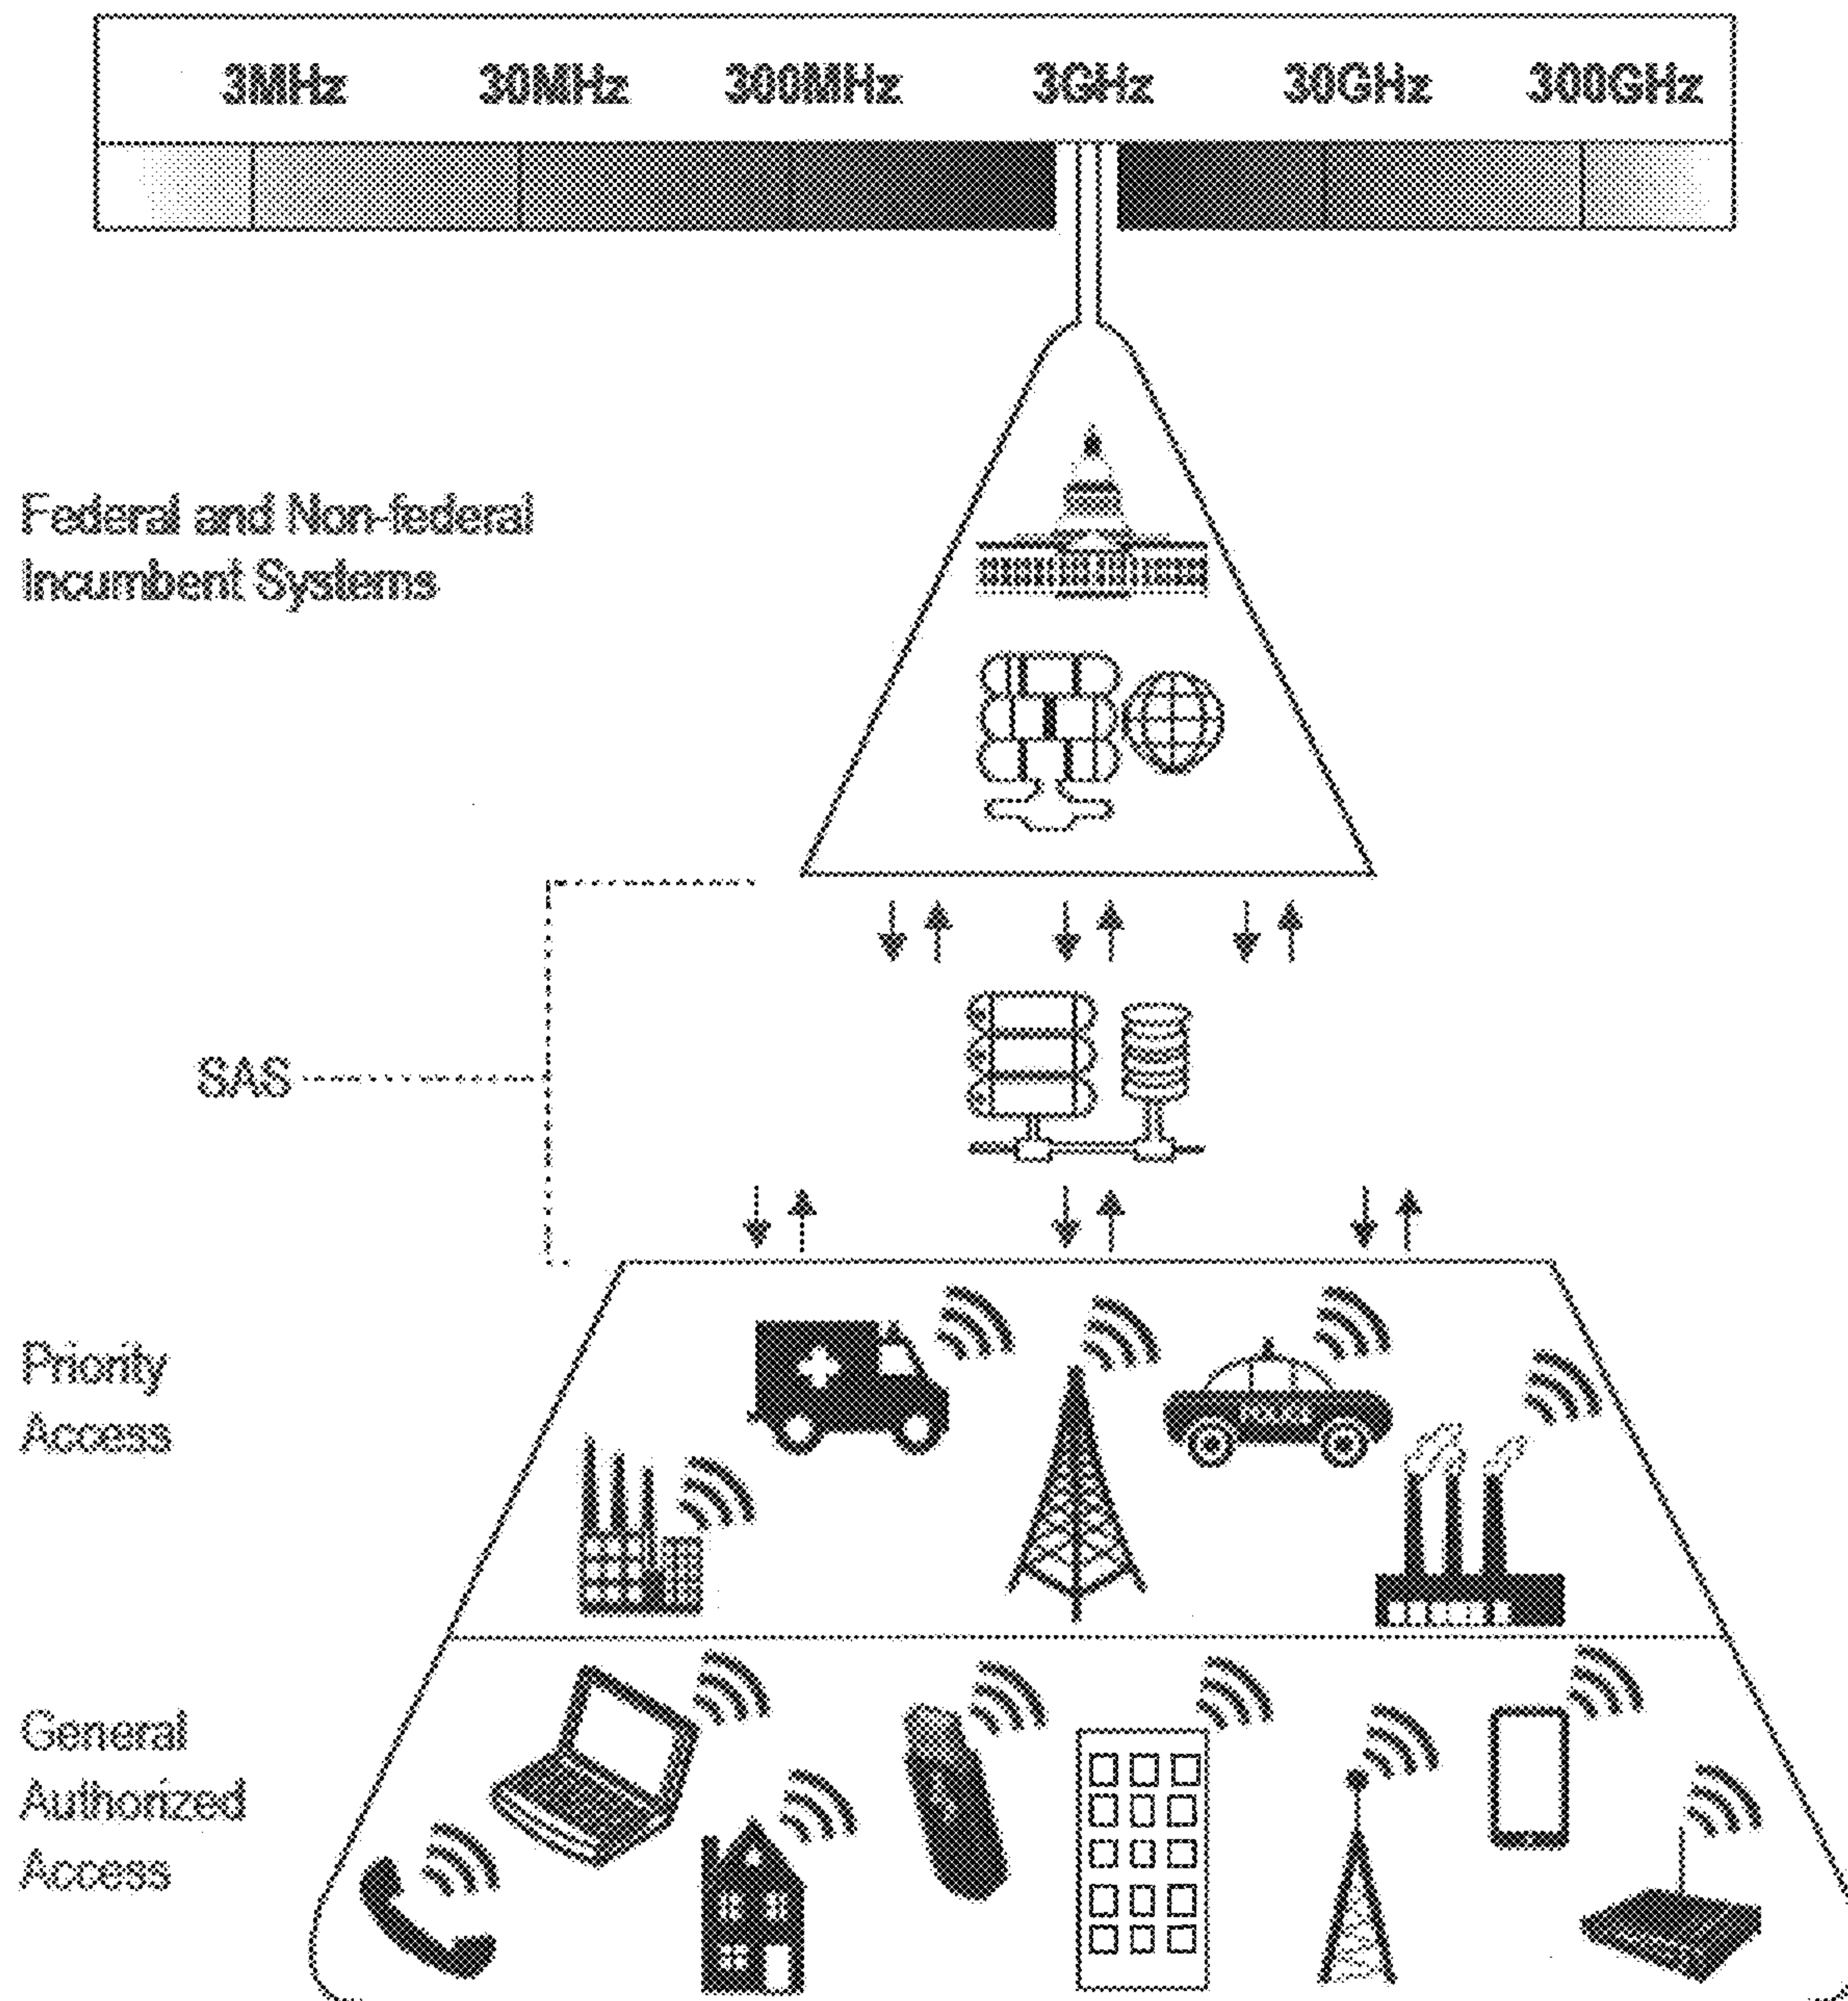 3MHz 30MHz 300MHz 3GHz 30GHz 300GHz
Federal and Non-federal
Incumbent Systems
SAS
Priority
Access
General
Authorized
Access